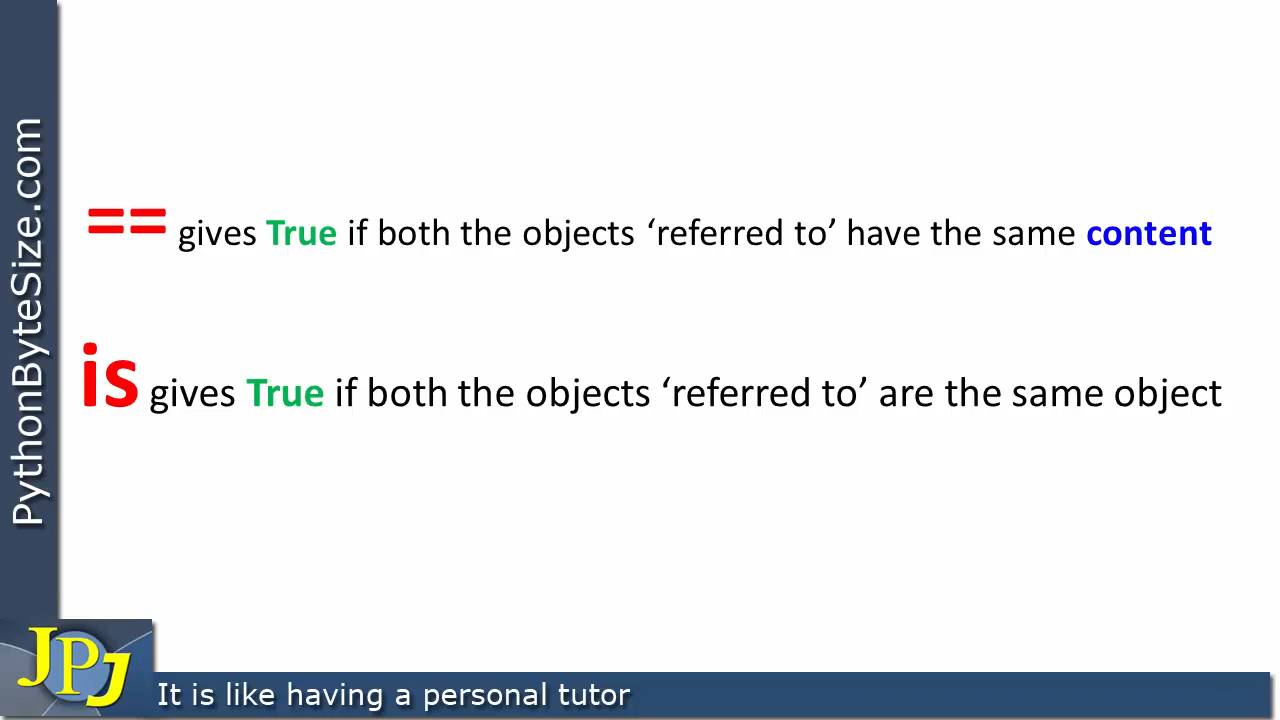 PythonByteSize.com
== gives True if both the objects ‘referred to’ have the same content
is gives True if both the objects ‘referred to’ are the same object
JPJ
It is like having a personal tutor